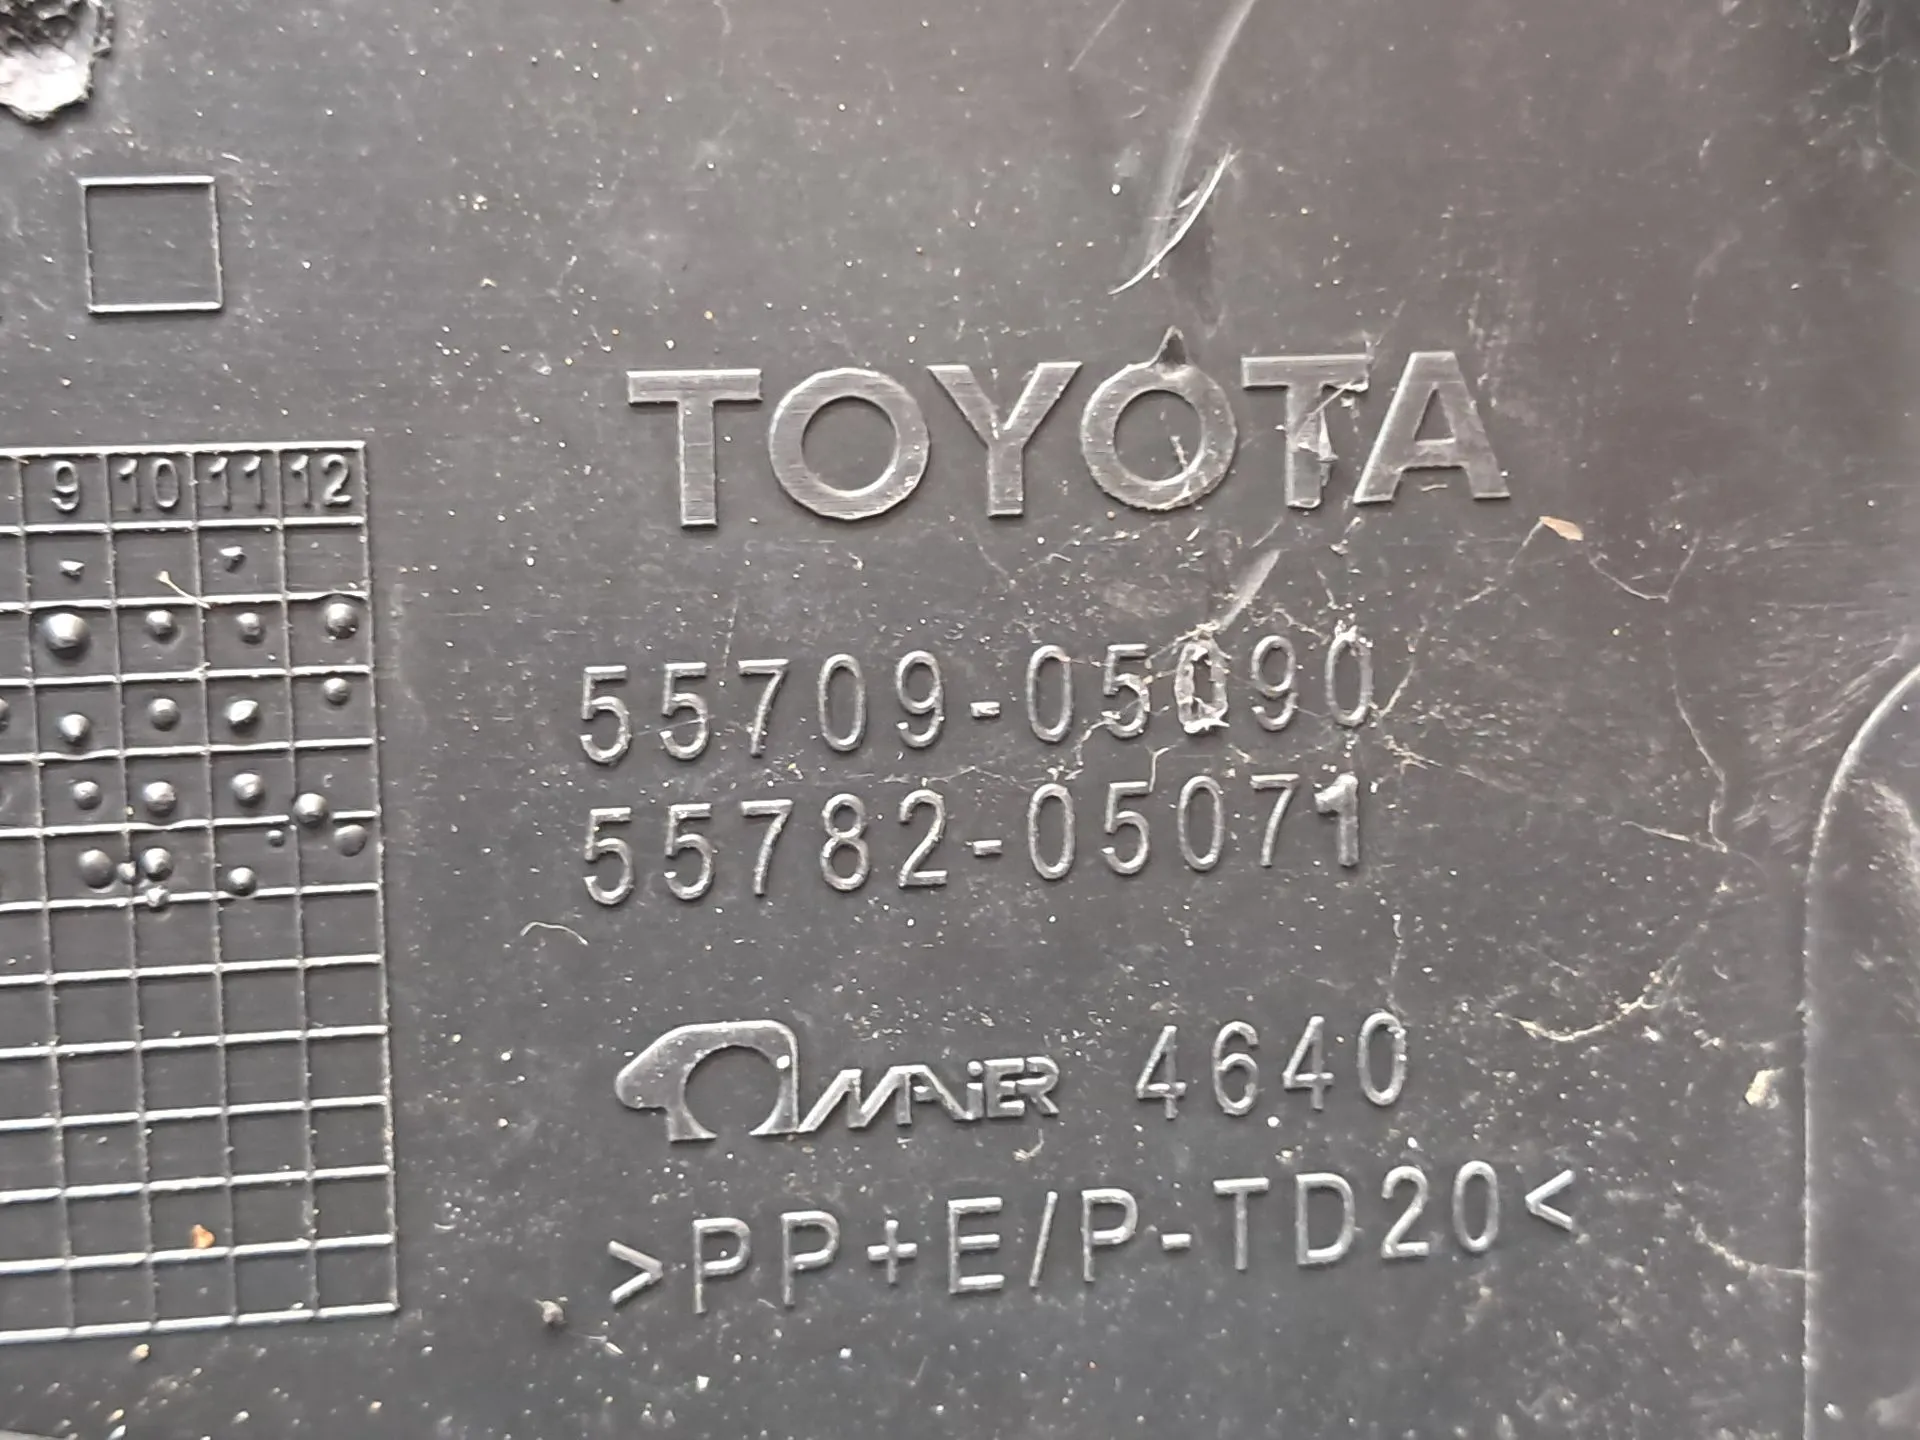 TOYOTA
9 10 11 12
55709-05090
55782-05071
MAiER 4640
>PP+E/P-TD20<